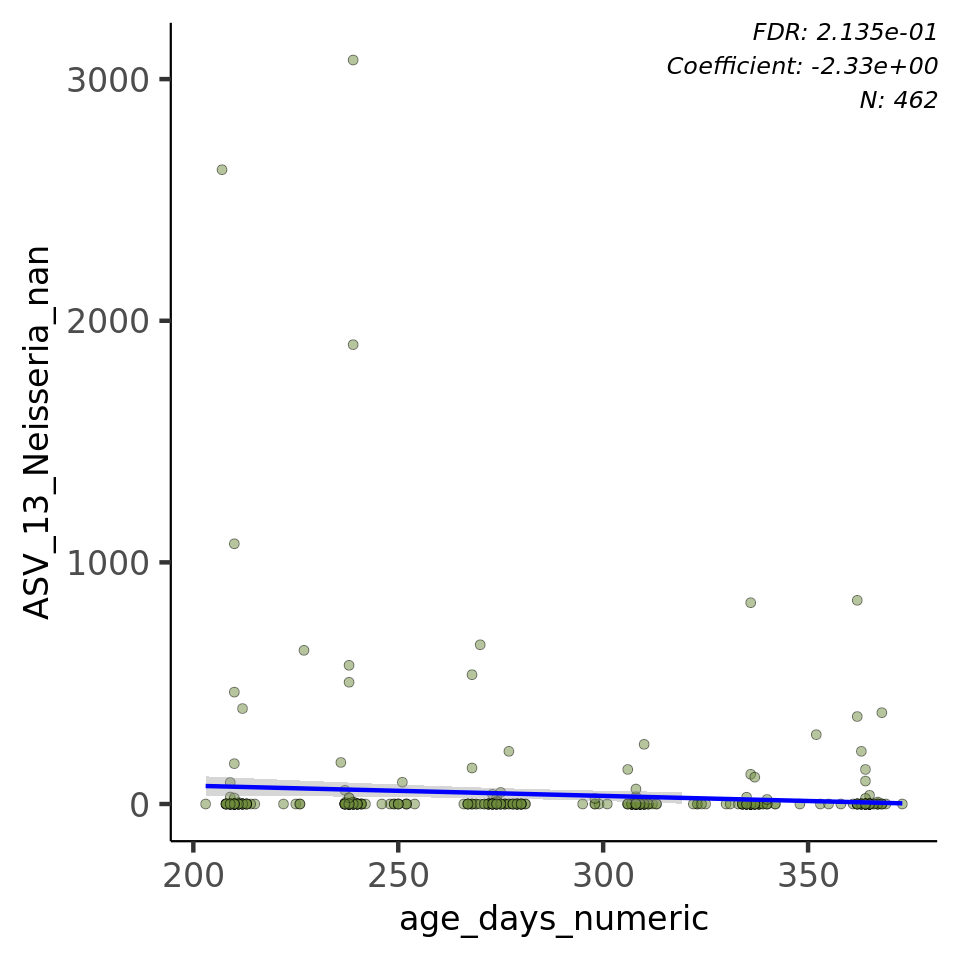 FDR: 2.135e-01
Coefficient: -2.33e+00
N: 462
3000
2000
1000
0
ASV_13_Neisseria_nan
200 250 300 350
age_days_numeric